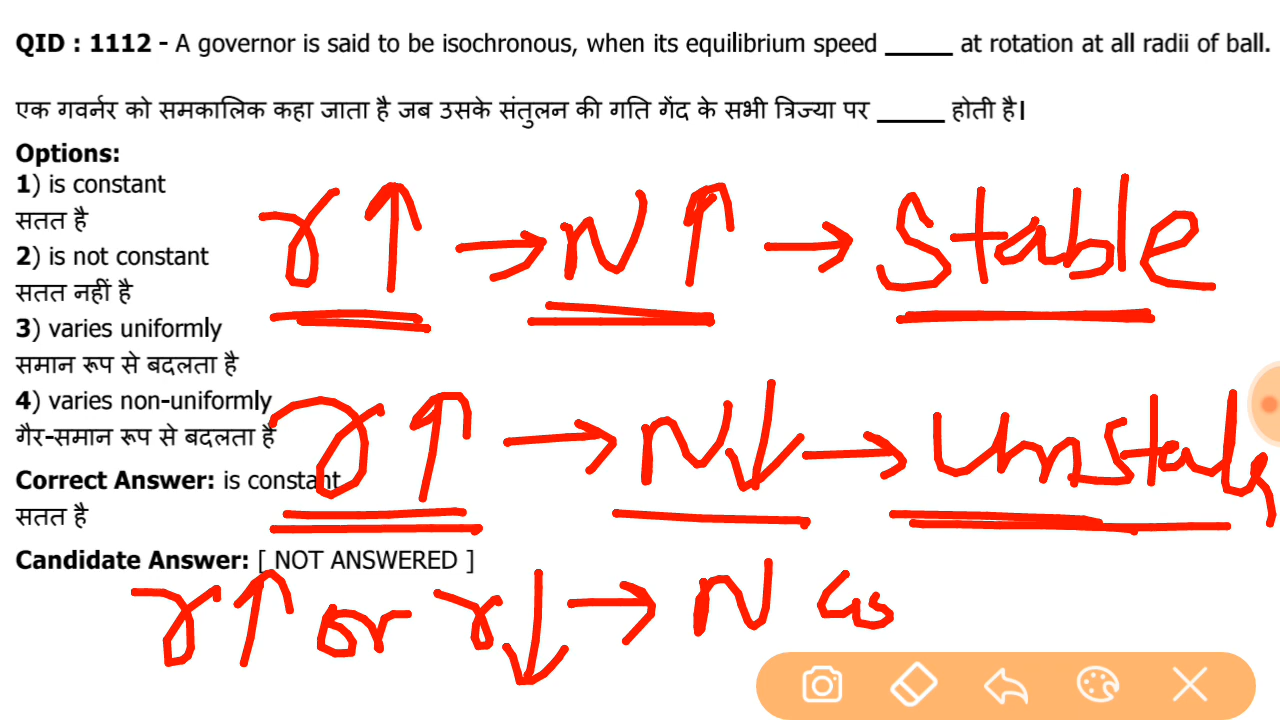 QID : 1112 - A governor is said to be isochronous, when its equilibrium speed _____ at rotation at all radii of ball.
एक गवर्नर को समकालिक कहा जाता है जब उसके संतुलन की गति गेंद के सभी त्रिज्या पर _____ होती है।
Options:
1) is constant
सतत है
2) is not constant
सतत नहीं है
3) varies uniformly
समान रूप से बदलता है
4) varies non-uniformly
गैर-समान रूप से बदलता है
Correct Answer: is constant
सतत है
Candidate Answer: [ NOT ANSWERED ]
r ↑ → N ↑ → Stable
r ↑ → N ↓ → Unstable
r ↑ or r ↓ → N